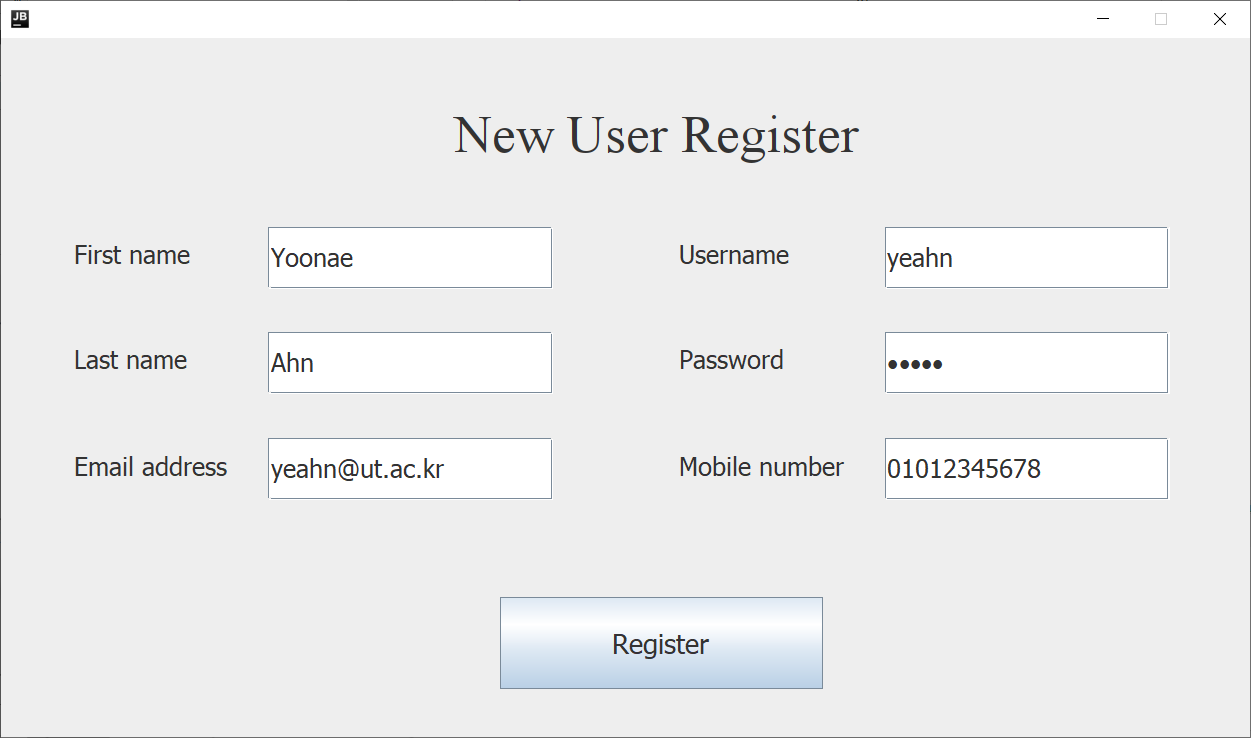 JB
New User Register
First name Yoonae Username yeahn
Last name Ahn Password •••••
Email address yeahn@ut.ac.kr Mobile number 01012345678
Register